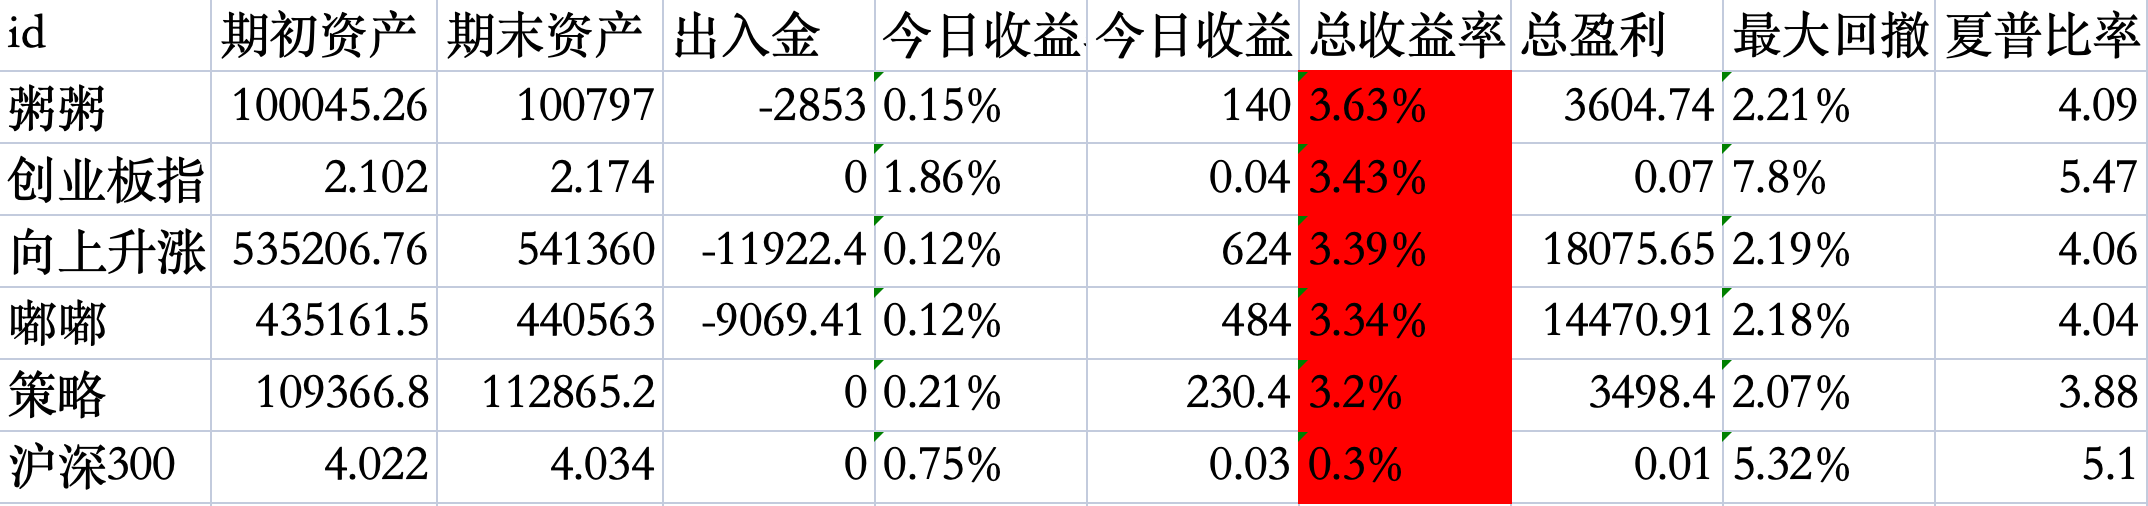 id 期初资产 期末资产 出入金 今日收益 今日收益 总收益率 总盈利 最大回撤 夏普比率
粥粥 100045.26 100797 -2853 0.15% 140 3.63% 3604.74 2.21% 4.09
创业板指 2.102 2.174 0 1.86% 0.04 3.43% 0.07 7.8% 5.47
向上升涨 535206.76 541360 -11922.4 0.12% 624 3.39% 18075.65 2.19% 4.06
嘟嘟 435161.5 440563 -9069.41 0.12% 484 3.34% 14470.91 2.18% 4.04
策略 109366.8 112865.2 0 0.21% 230.4 3.2% 3498.4 2.07% 3.88
沪深300 4.022 4.034 0 0.75% 0.03 0.3% 0.01 5.32% 5.1